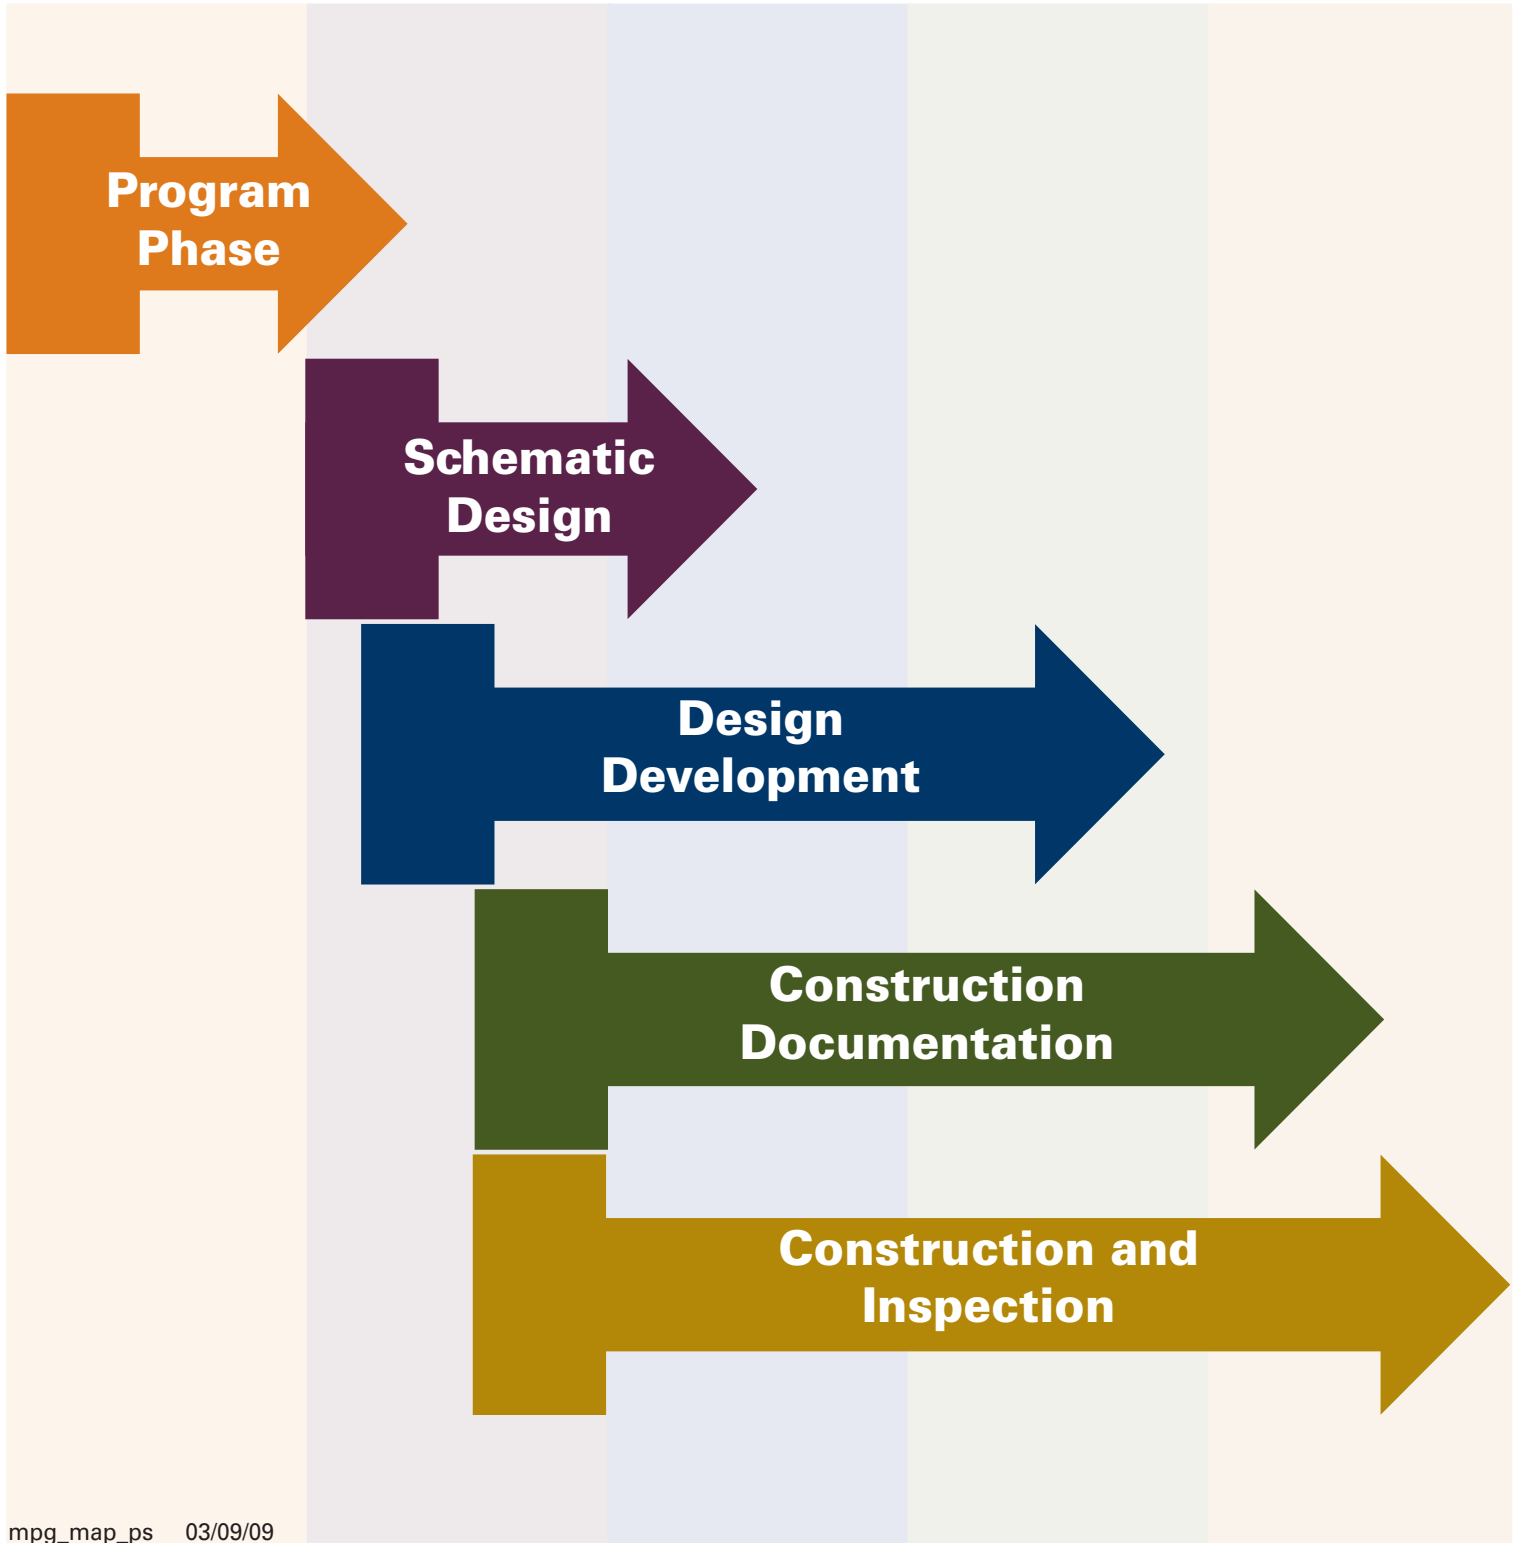 Program
Phase
Schematic
Design
Design
Development
Construction
Documentation
Construction and
Inspection
mpg_map_ps 03/09/09